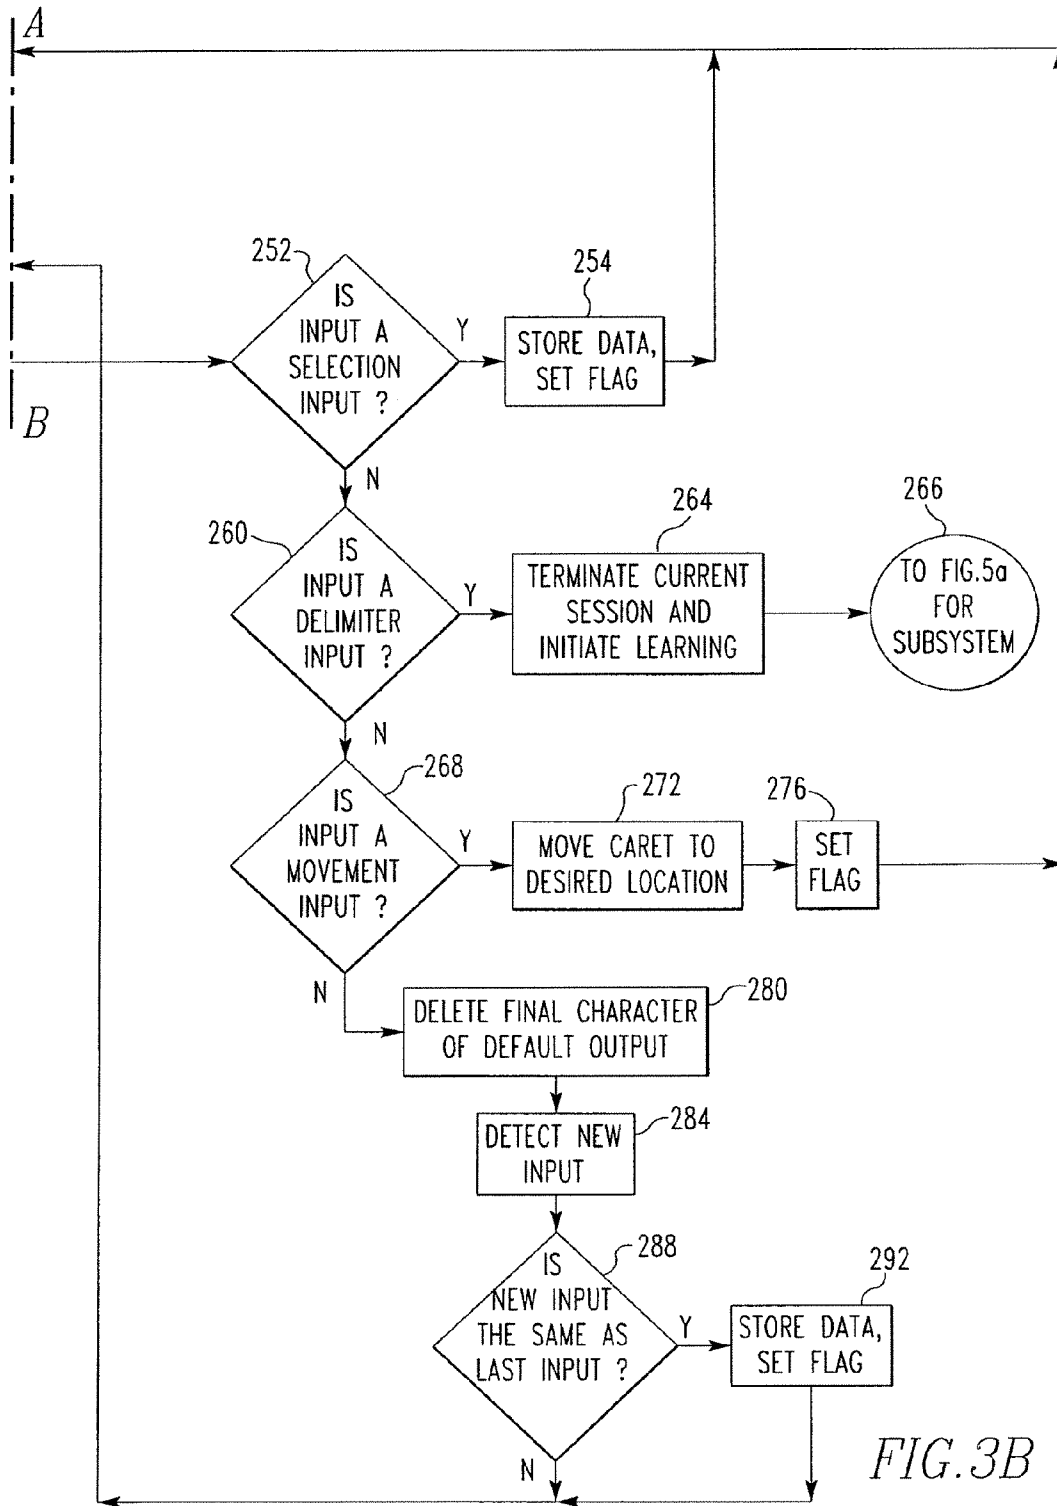 A
252
IS
INPUT A
SELECTION
INPUT ?
Y
254
STORE DATA,
SET FLAG
B
N
260
IS
INPUT A
DELIMITER
INPUT ?
Y
264
TERMINATE CURRENT
SESSION AND
INITIATE LEARNING
266
TO FIG.5a
FOR
SUBSYSTEM
N
268
IS
INPUT A
MOVEMENT
INPUT ?
Y
272
MOVE CARET TO
DESIRED LOCATION
276
SET
FLAG
N
280
DELETE FINAL CHARACTER
OF DEFAULT OUTPUT
284
DETECT NEW
INPUT
288
IS
NEW INPUT
THE SAME AS
LAST INPUT ?
Y
292
STORE DATA,
SET FLAG
N
FIG.3B